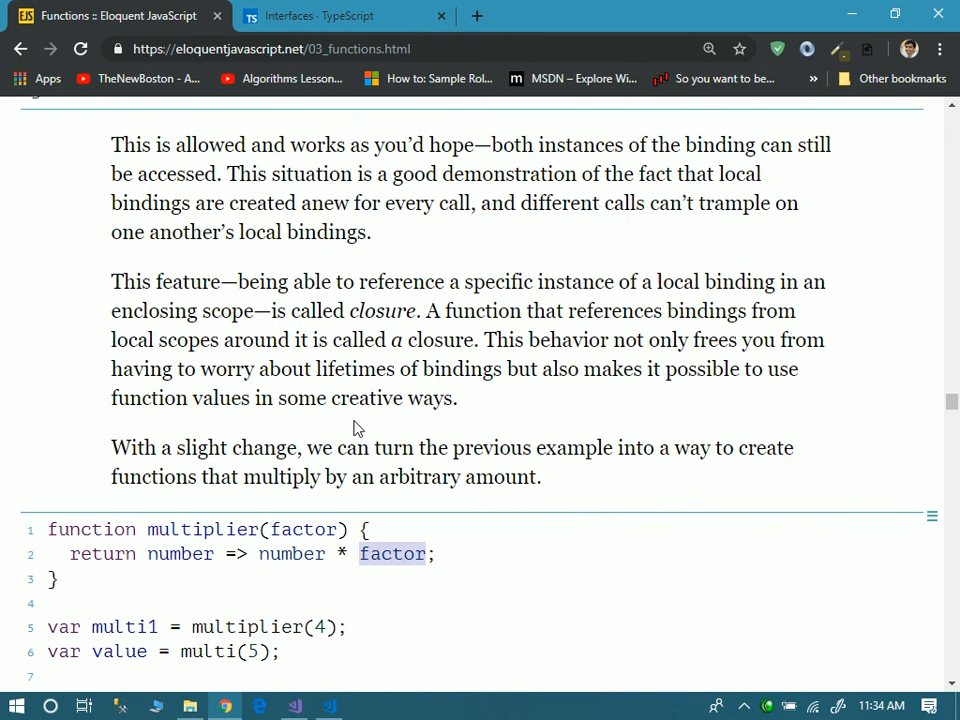 EJS Functions :: Eloquent JavaScript
TS Interfaces · TypeScript
https://eloquentjavascript.net/03_functions.html
Apps TheNewBoston - A... Algorithms Lesson... How to: Sample Rol... m MSDN – Explore Wi... So you want to be... » Other bookmarks
This is allowed and works as you’d hope—both instances of the binding can still
be accessed. This situation is a good demonstration of the fact that local
bindings are created anew for every call, and different calls can’t trample on
one another’s local bindings.
This feature—being able to reference a specific instance of a local binding in an
enclosing scope—is called closure. A function that references bindings from
local scopes around it is called a closure. This behavior not only frees you from
having to worry about lifetimes of bindings but also makes it possible to use
function values in some creative ways.
With a slight change, we can turn the previous example into a way to create
functions that multiply by an arbitrary amount.
1 function multiplier(factor) {
2 return number => number * factor;
3 }
4
5 var multi1 = multiplier(4);
6 var value = multi(5);
7
11:34 AM